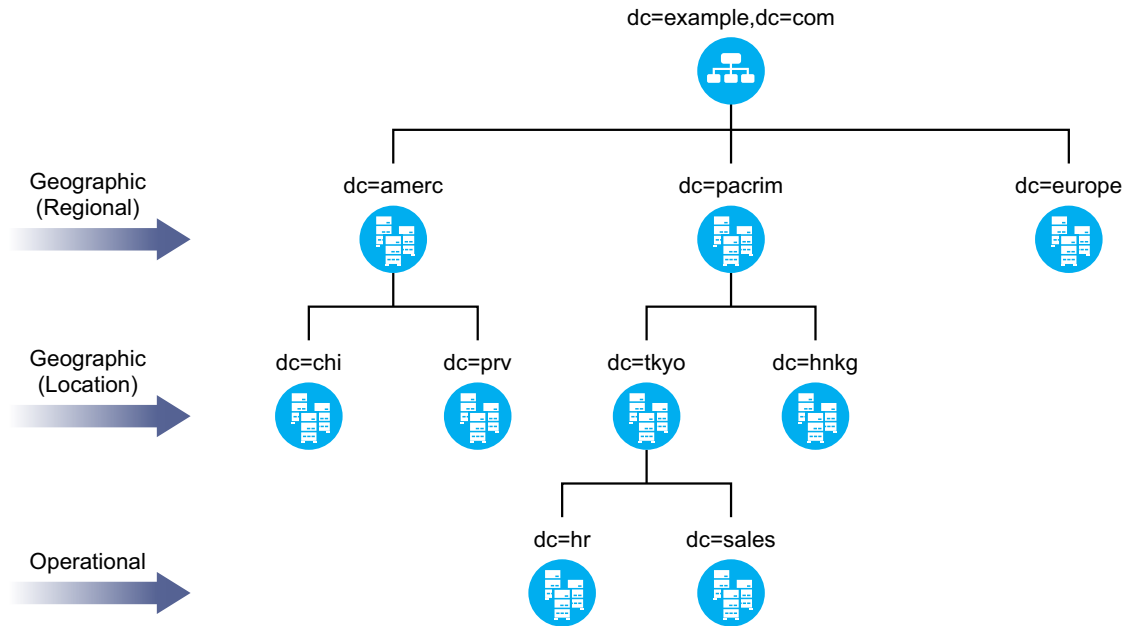 dc=example,dc=com
Geographic
(Regional)
dc=amerc
dc=pacrim
dc=europe
Geographic
(Location)
dc=chi
dc=prv
dc=tkyo
dc=hnkg
Operational
dc=hr
dc=sales